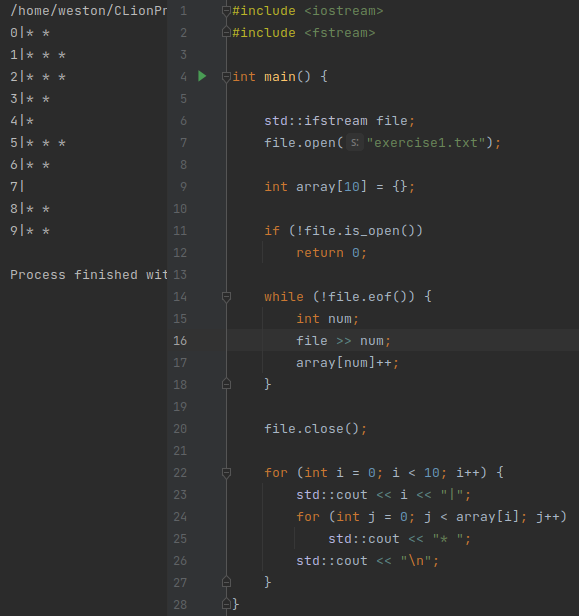 /home/weston/CLionPr
0|* *
1|* * *
2|* * *
3|* *
4|*
5|* * *
6|* *
7|
8|* *
9|* *
Process finished wit
1 #include <iostream>
2 #include <fstream>
3
4 int main() {
5
6 std::ifstream file;
7 file.open( s: "exercise1.txt");
8
9 int array[10] = {};
10
11 if (!file.is_open())
12 return 0;
13
14 while (!file.eof()) {
15 int num;
16 file >> num;
17 array[num]++;
18 }
19
20 file.close();
21
22 for (int i = 0; i < 10; i++) {
23 std::cout << i << "|";
24 for (int j = 0; j < array[i]; j++)
25 std::cout << "* ";
26 std::cout << "\n";
27 }
28 }